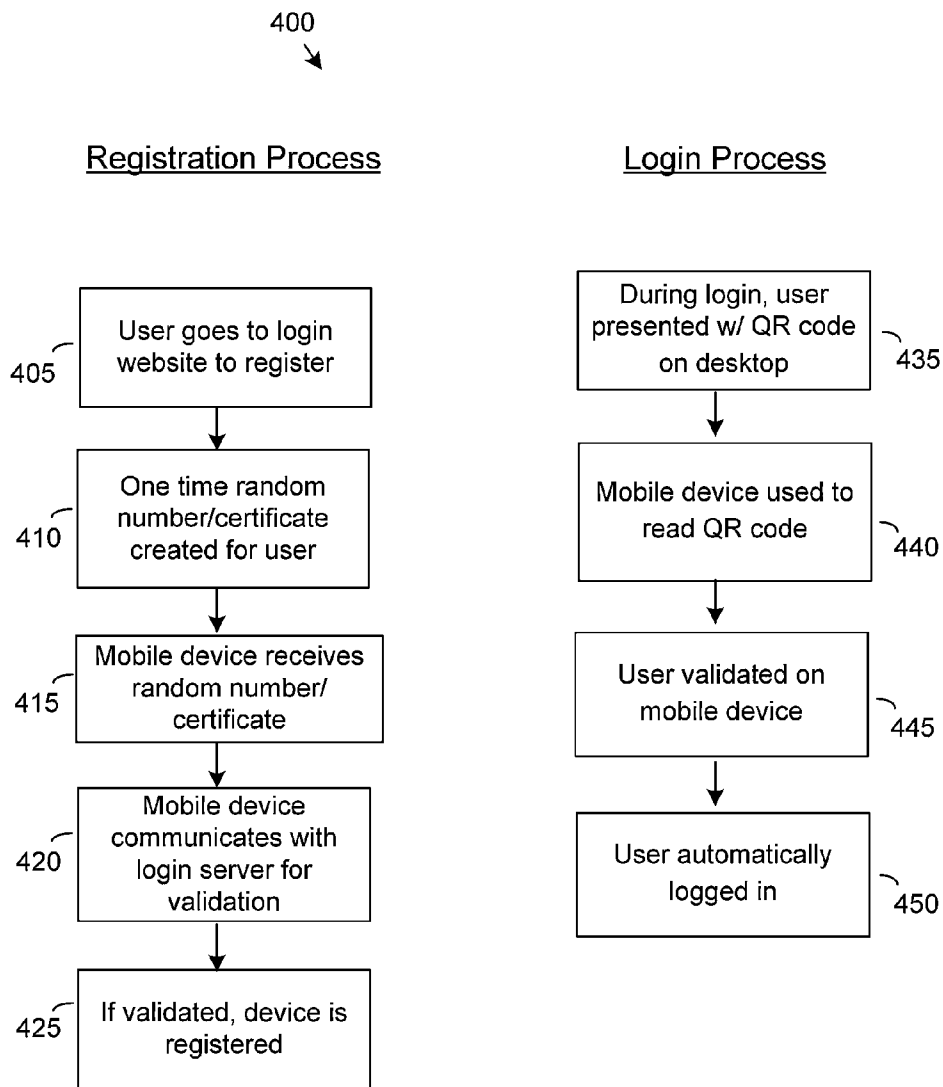 400
Registration Process
405
User goes to login
website to register
410
One time random
number/certificate
created for user
415
Mobile device receives
random number/
certificate
420
Mobile device
communicates with
login server for
validation
425
If validated, device is
registered
Login Process
During login, user
presented w/ QR code
on desktop
435
Mobile device used to
read QR code
440
User validated on
mobile device
445
User automatically
logged in
450